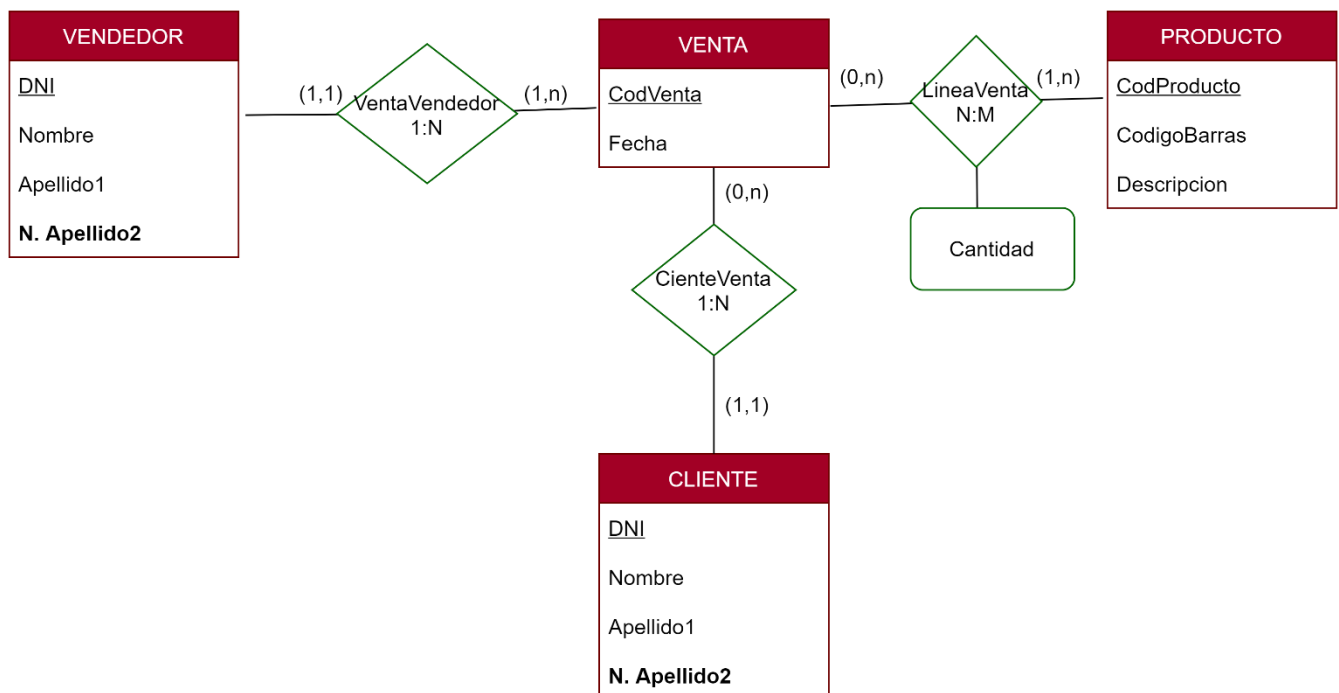 VENDEDOR
DNI
Nombre
Apellido1
N. Apellido2
(1,1)
VentaVendedor
1:N
(1,n)
VENTA
CodVenta
Fecha
(0,n)
LineaVenta
N:M
(1,n)
Cantidad
PRODUCTO
CodProducto
CodigoBarras
Descripcion
(0,n)
CienteVenta
1:N
(1,1)
CLIENTE
DNI
Nombre
Apellido1
N. Apellido2